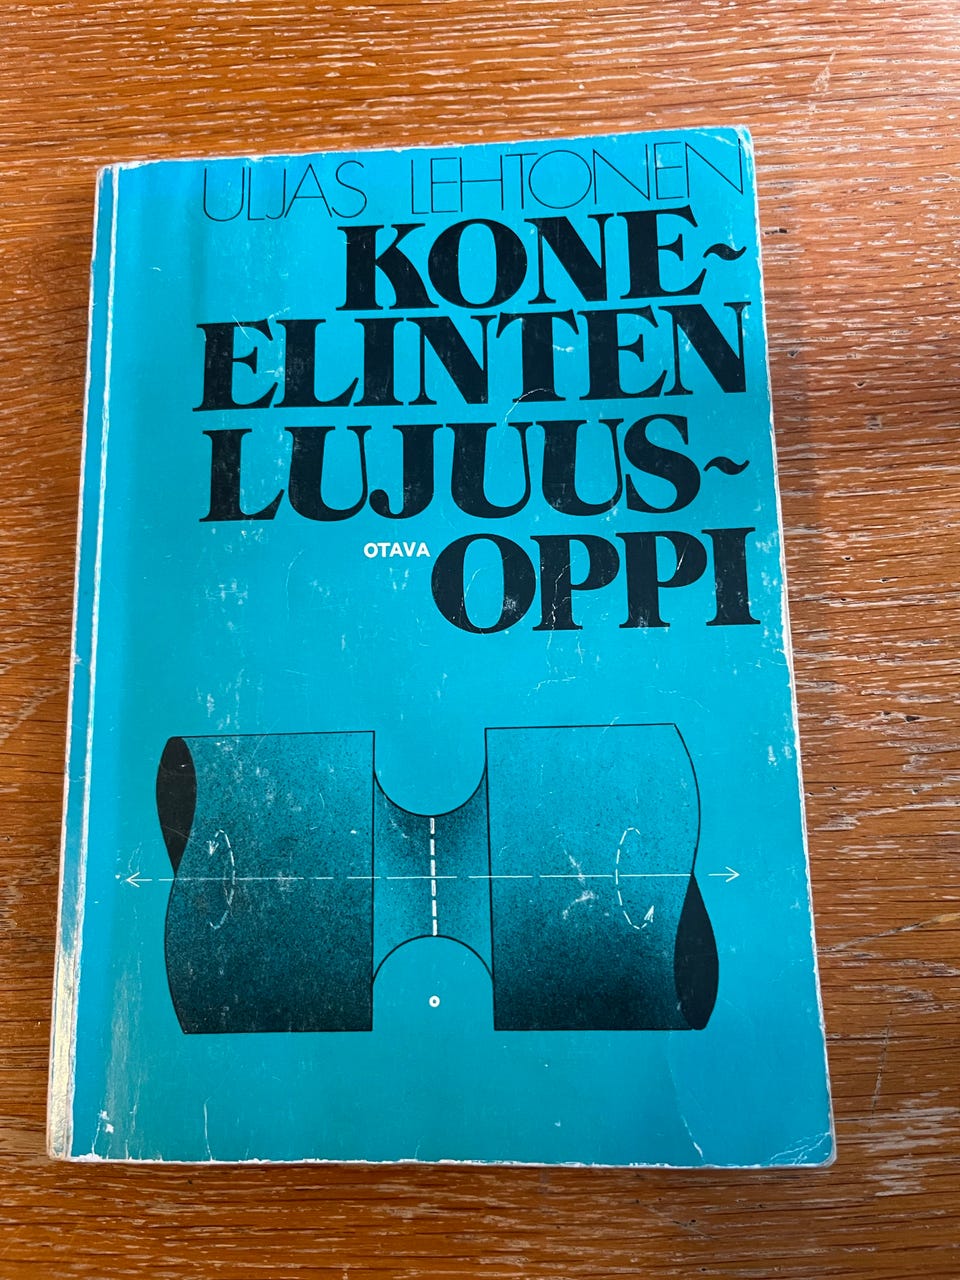 ULJAS LEHTONEN
KONE~
ELINTEN
LUJUUS~
OTAVA OPPI